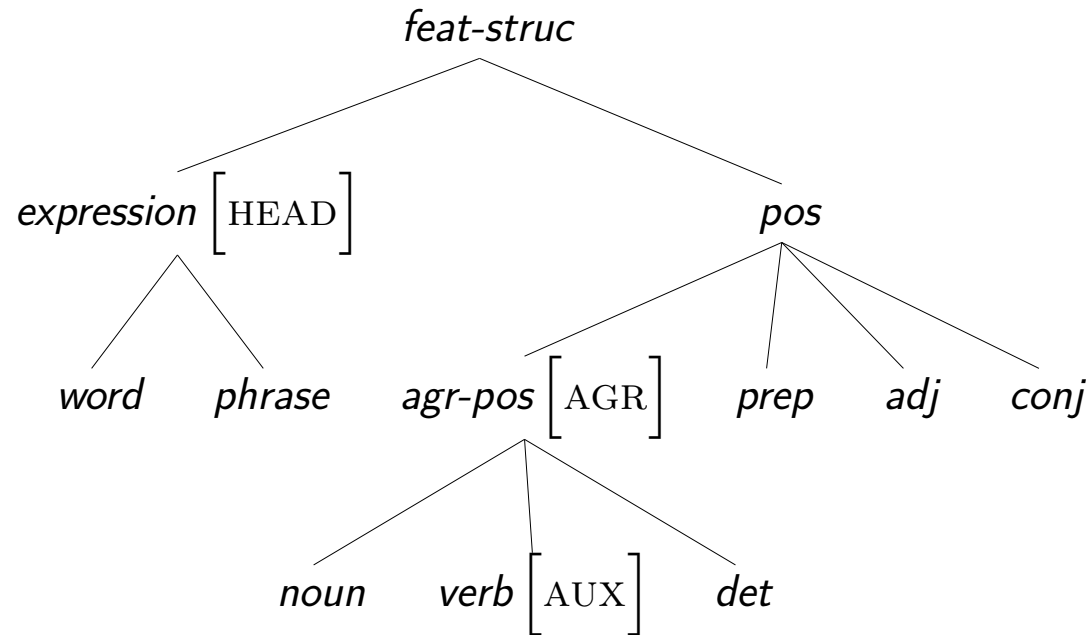 feat-struc
expression [HEAD] pos
word phrase agr-pos [AGR] prep adj conj
noun verb [AUX] det